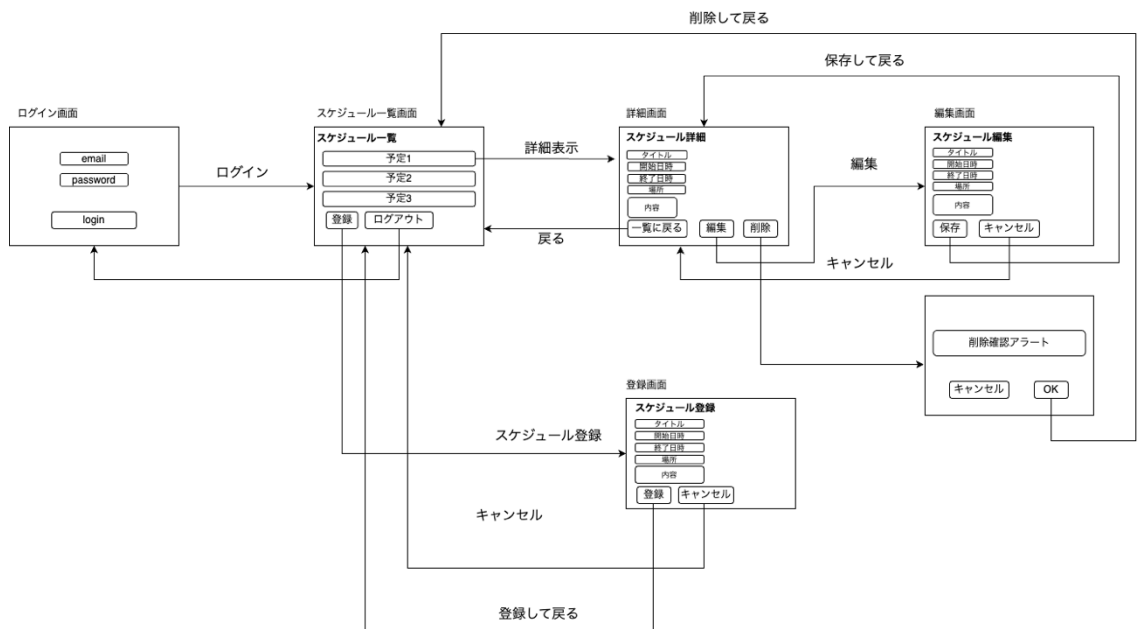 削除して戻る
保存して戻る
ログイン画面
email
password
login
ログイン
スケジュール一覧画面
スケジュール一覧
予定1
予定2
予定3
登録
ログアウト
詳細表示
戻る
詳細画面
スケジュール詳細
タイトル
開始日時
終了日時
場所
内容
一覧に戻る
編集
削除
編集
キャンセル
編集画面
スケジュール編集
タイトル
開始日時
終了日時
場所
内容
保存
キャンセル
削除確認アラート
キャンセル
OK
スケジュール登録
登録画面
スケジュール登録
タイトル
開始日時
終了日時
場所
内容
登録
キャンセル
キャンセル
登録して戻る